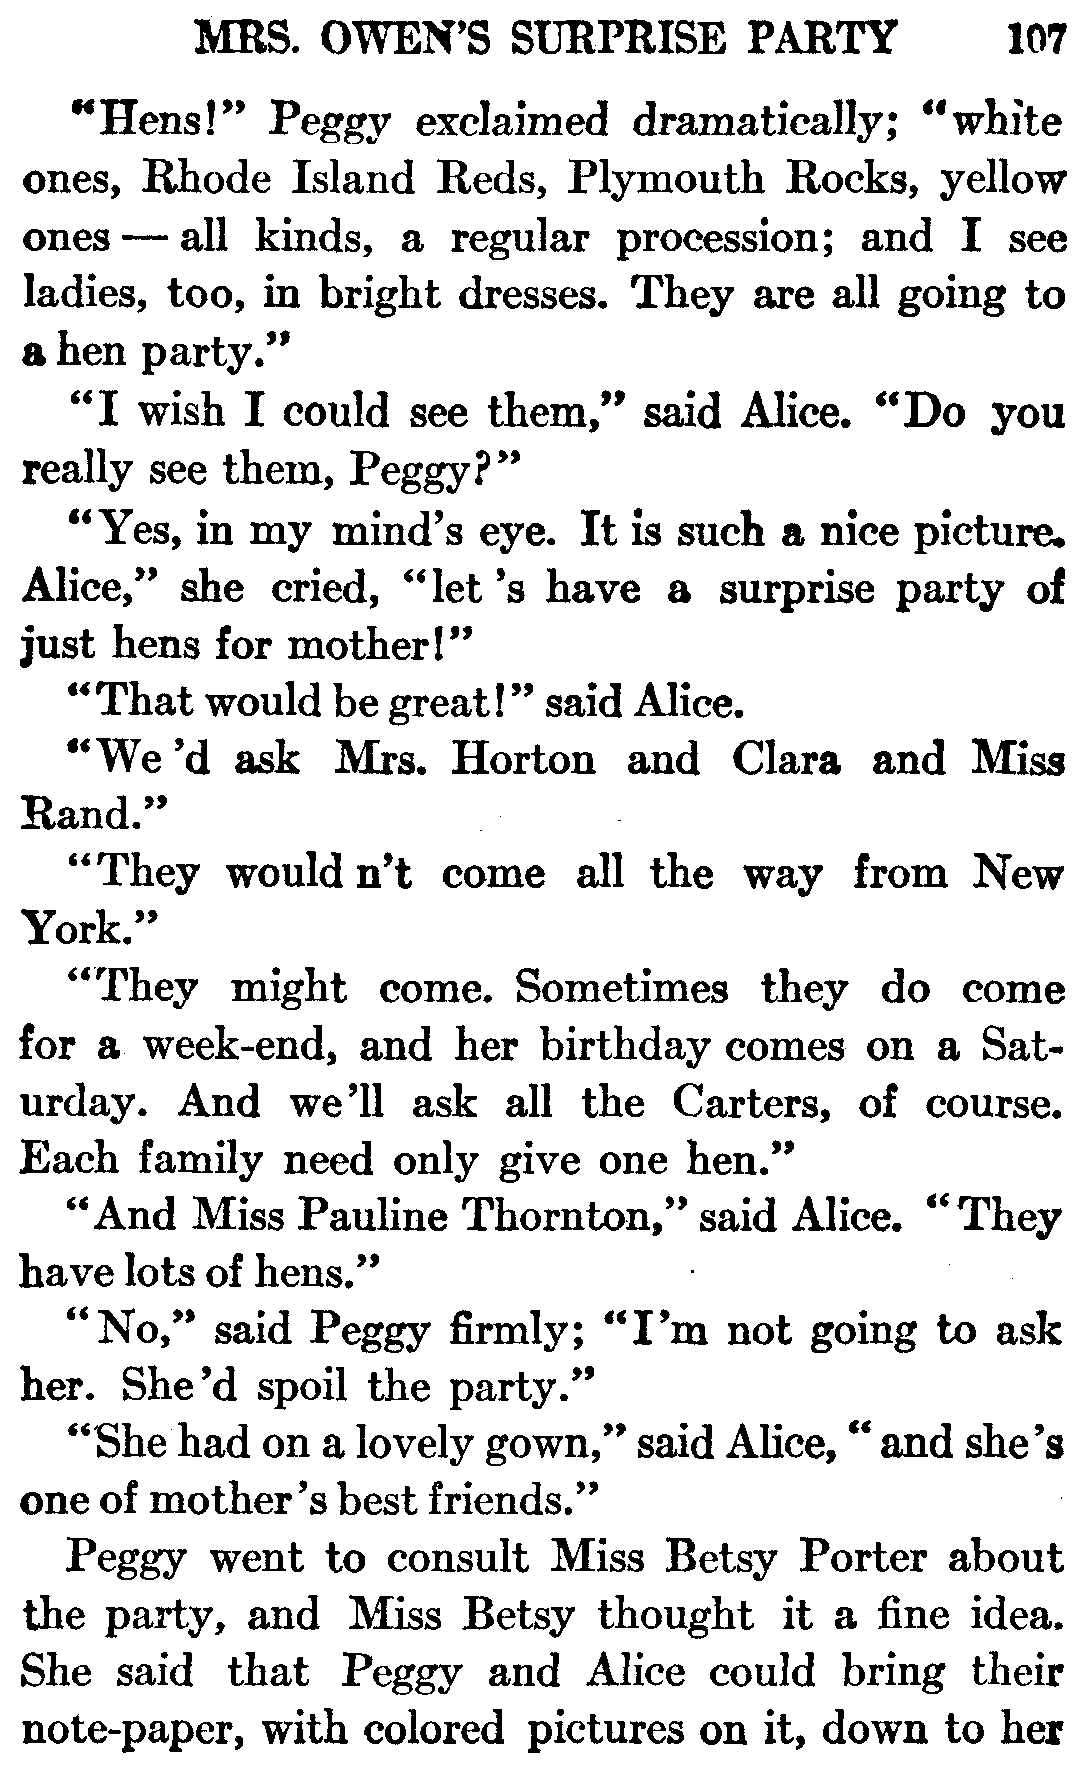 MRS. OWEN'S SURPRISE PARTY 107
"Hens!" Peggy exclaimed dramatically; "white
ones, Rhode Island Reds, Plymouth Rocks, yellow
ones — all kinds, a regular procession; and I see
ladies, too, in bright dresses. They are all going to
a hen party."
"I wish I could see them," said Alice. "Do you
really see them, Peggy?"
"Yes, in my mind's eye. It is such a nice picture.
Alice," she cried, "let 's have a surprise party of
just hens for mother!"
"That would be great!" said Alice.
"We 'd ask Mrs. Horton and Clara and Miss
Rand."
"They would n't come all the way from New
York."
"They might come. Sometimes they do come
for a week-end, and her birthday comes on a Sat-
urday. And we'll ask all the Carters, of course.
Each family need only give one hen."
"And Miss Pauline Thornton," said Alice. "They
have lots of hens."
"No," said Peggy firmly; "I'm not going to ask
her. She'd spoil the party."
"She had on a lovely gown," said Alice, "and she's
one of mother's best friends."
Peggy went to consult Miss Betsy Porter about
the party, and Miss Betsy thought it a fine idea.
She said that Peggy and Alice could bring their
note-paper, with colored pictures on it, down to her